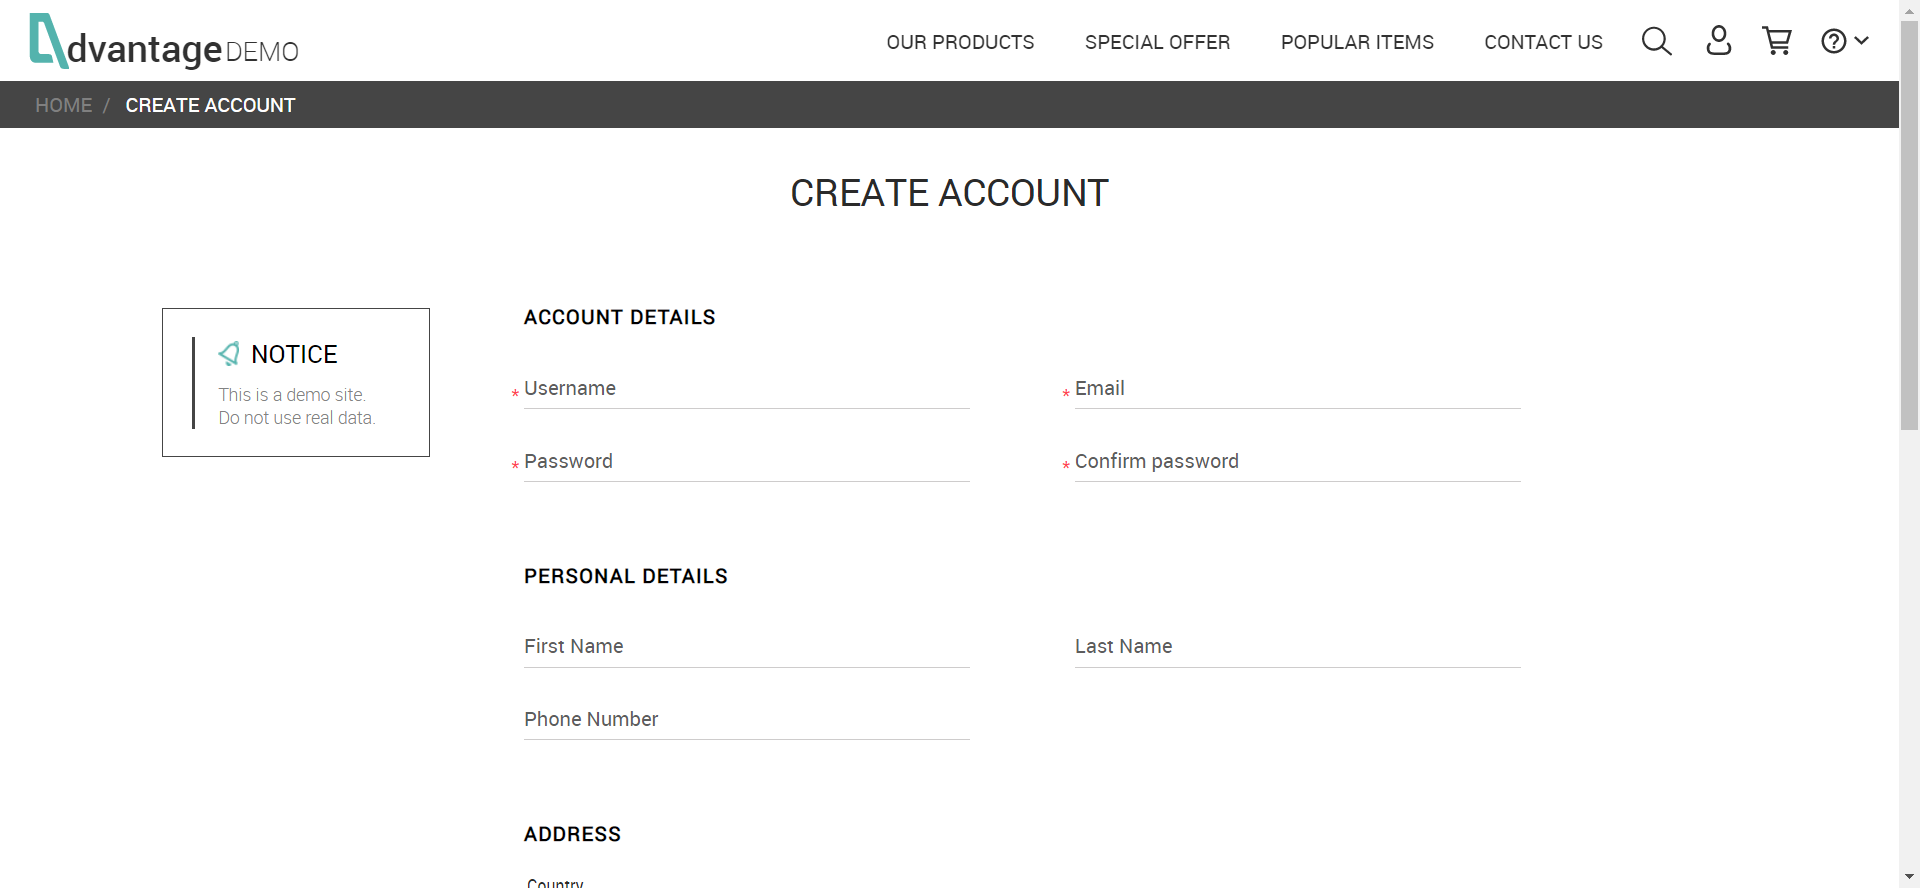 dvantage DEMO
OUR PRODUCTS SPECIAL OFFER POPULAR ITEMS CONTACT US
HOME / CREATE ACCOUNT
CREATE ACCOUNT
NOTICE
This is a demo site.
Do not use real data.
ACCOUNT DETAILS
* Username * Email
* Password * Confirm password
PERSONAL DETAILS
First Name Last Name
Phone Number
ADDRESS
Country